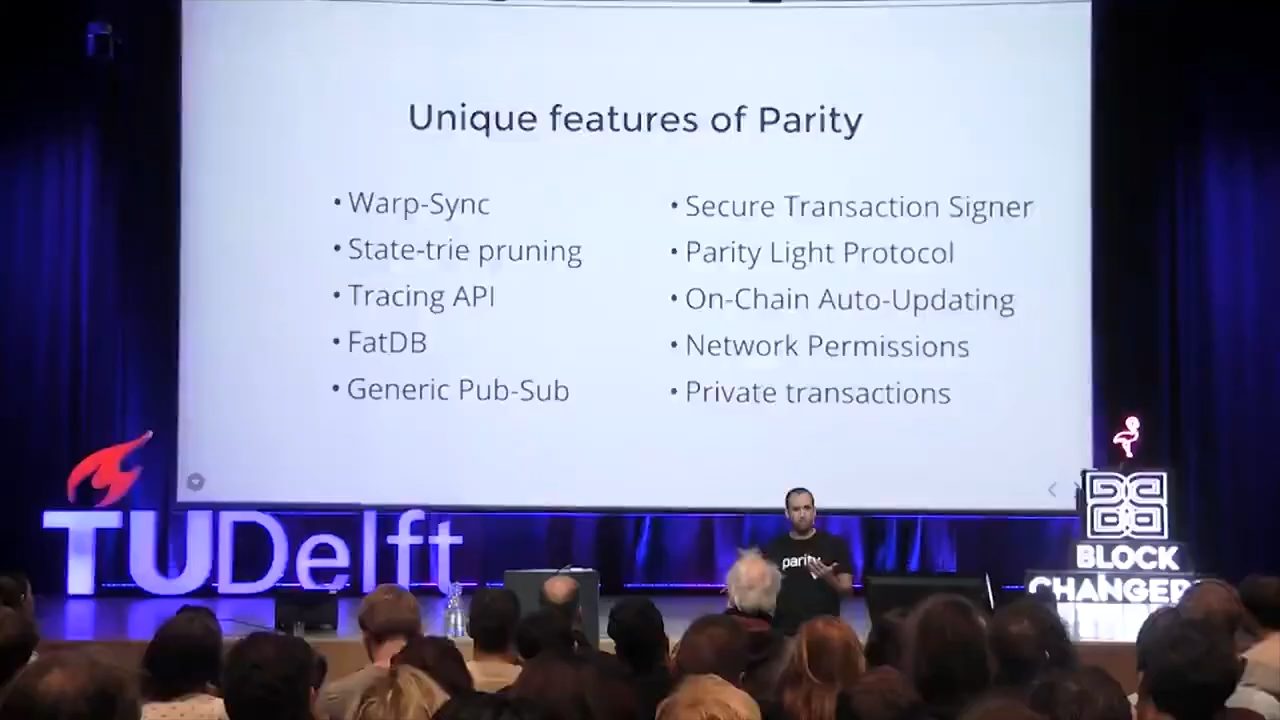 Unique features of Parity
• Warp-Sync
• State-trie pruning
• Tracing API
• FatDB
• Generic Pub-Sub
• Secure Transaction Signer
• Parity Light Protocol
• On-Chain Auto-Updating
• Network Permissions
• Private transactions
TUDelft
parity
BLOCK
CHANGERS